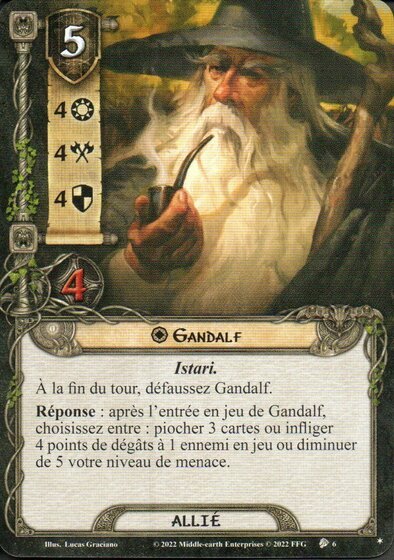 5
4
4
4
4
Gandalf
Istari.
À la fin du tour, défaussez Gandalf.
Réponse : après l'entrée en jeu de Gandalf,
choisissez entre : piocher 3 cartes ou infliger
4 points de dégâts à 1 ennemi en jeu ou diminuer
de 5 votre niveau de menace.
ALLIÉ
Illus. Lucas Graciano © 2022 Middle-earth Enterprises © 2022 FFG 6